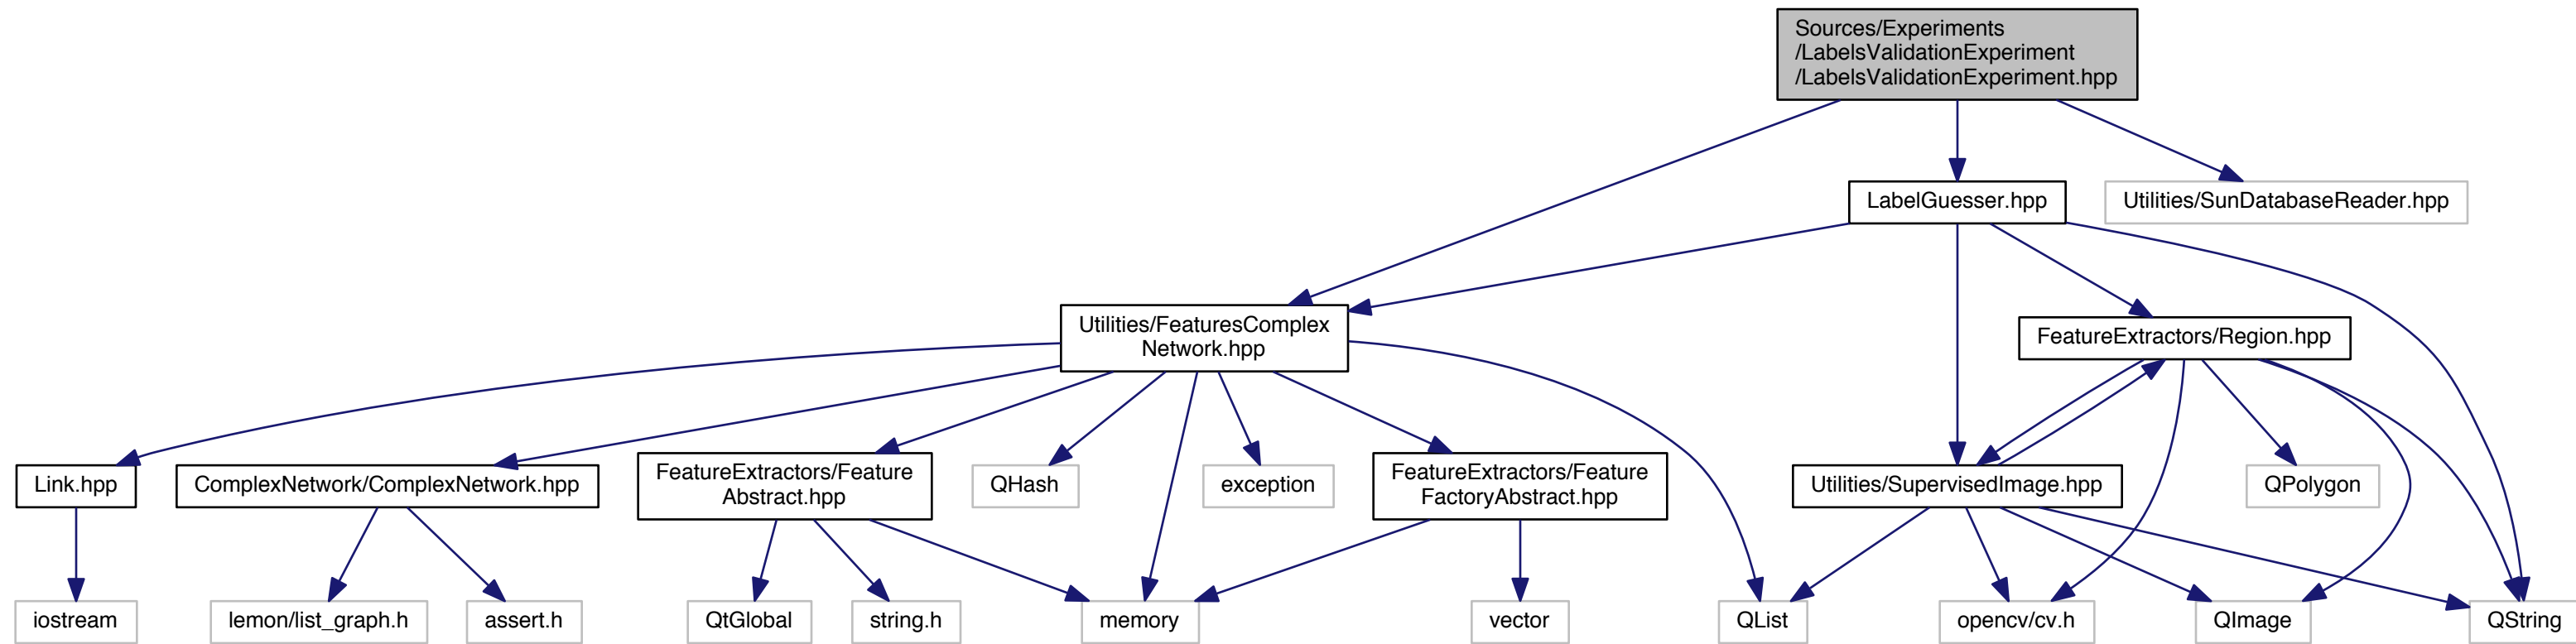 Sources/Experiments
/LabelsValidationExperiment
/LabelsValidationExperiment.hpp
LabelGuesser.hpp
Utilities/SunDatabaseReader.hpp
Utilities/FeaturesComplex
Network.hpp
FeatureExtractors/Region.hpp
Link.hpp
ComplexNetwork/ComplexNetwork.hpp
FeatureExtractors/Feature
Abstract.hpp
QHash
exception
FeatureExtractors/Feature
FactoryAbstract.hpp
Utilities/SupervisedImage.hpp
QPolygon
iostream
lemon/list_graph.h
assert.h
QtGlobal
string.h
memory
vector
QList
opencv/cv.h
QImage
QString